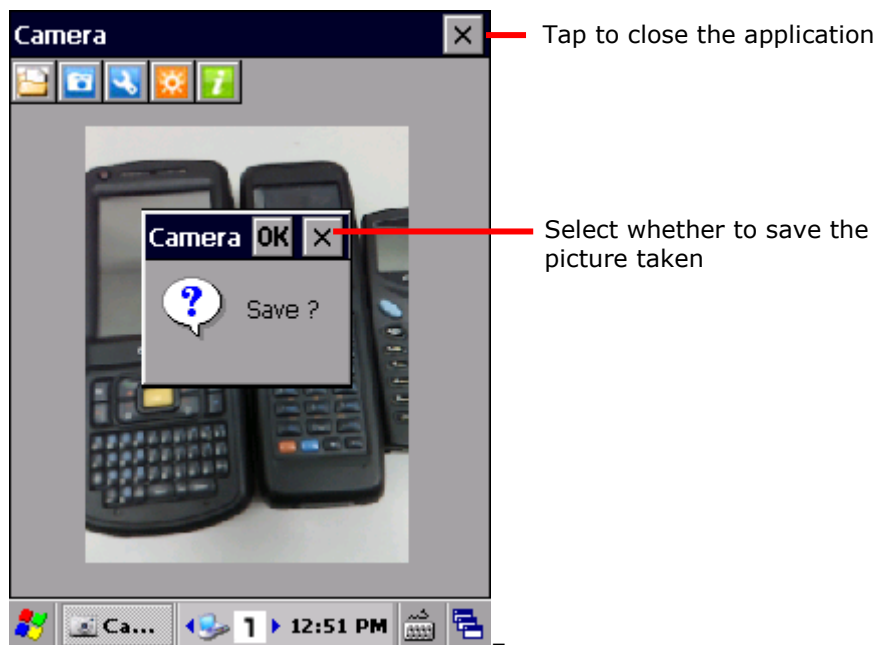 Camera
Tap to close the application
Camera OK
Select whether to save the
picture taken
Save ?
Ca... 1 12:51 PM